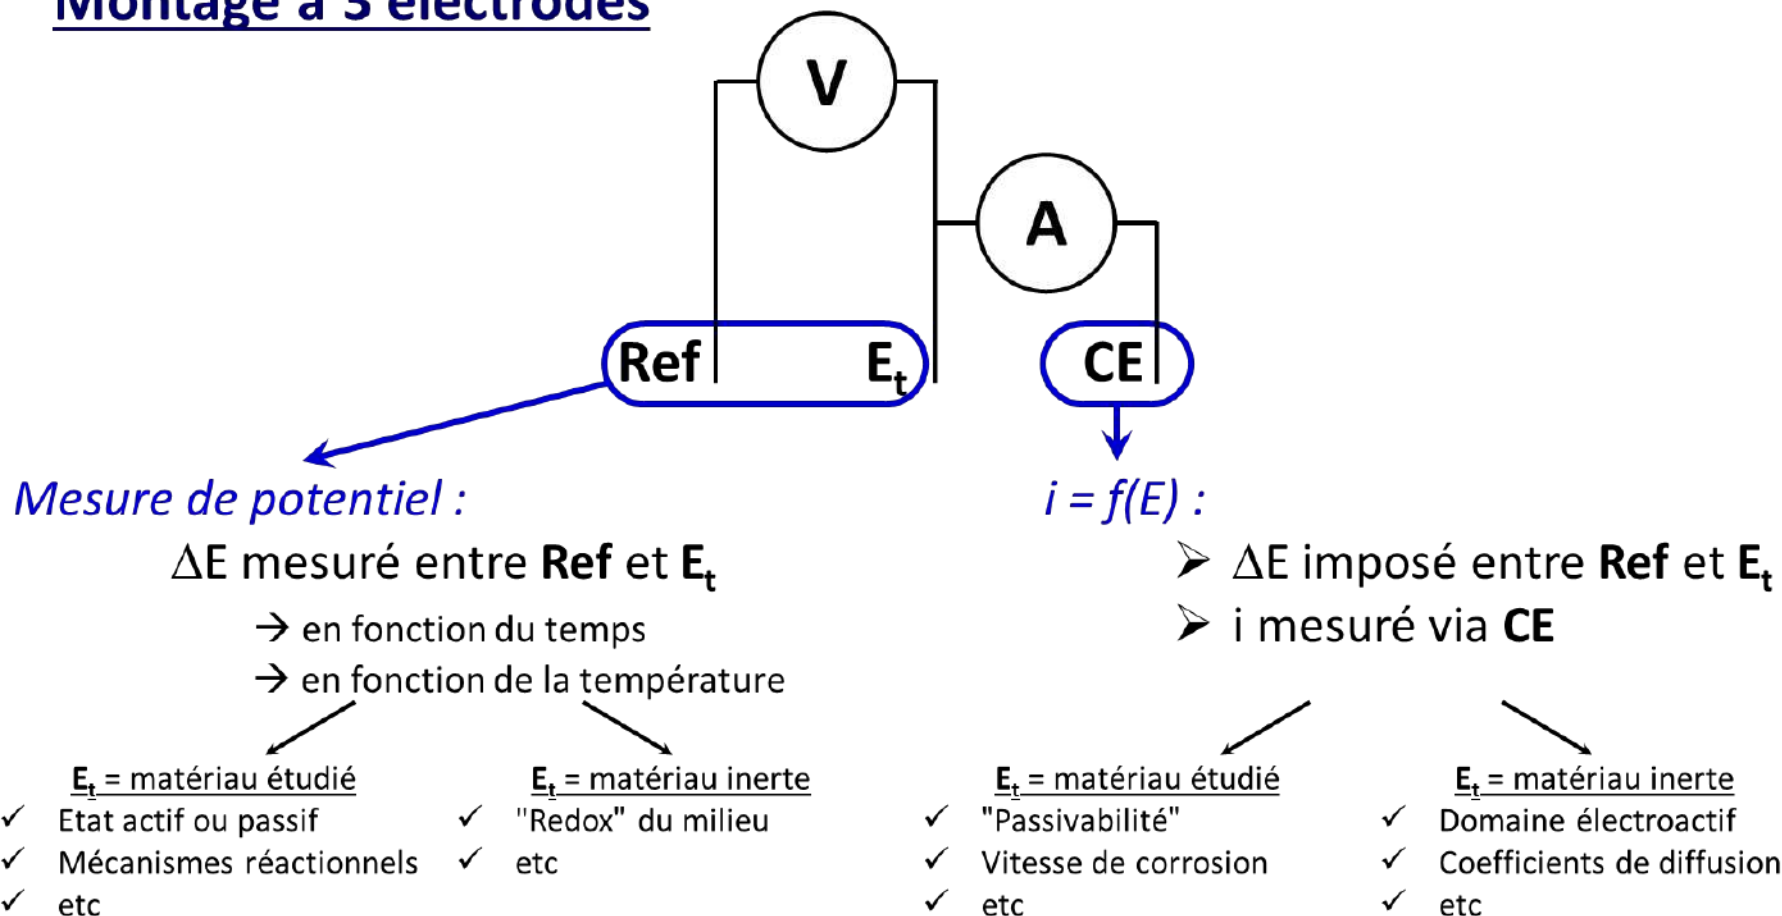 Montage à 3 électrodes
V
A
Ref
Et
CE
Mesure de potentiel :
ΔE mesuré entre Ref et Et
→ en fonction du temps
→ en fonction de la température
Et = matériau étudié
✓ Etat actif ou passif
✓ Mécanismes réactionnels
✓ etc
Et = matériau inerte
✓ "Redox" du milieu
✓ etc
i = f(E) :
➢ ΔE imposé entre Ref et Et
➢ i mesuré via CE
Et = matériau étudié
✓ "Passivabilité"
✓ Vitesse de corrosion
✓ etc
Et = matériau inerte
✓ Domaine électroactif
✓ Coefficients de diffusion
✓ etc